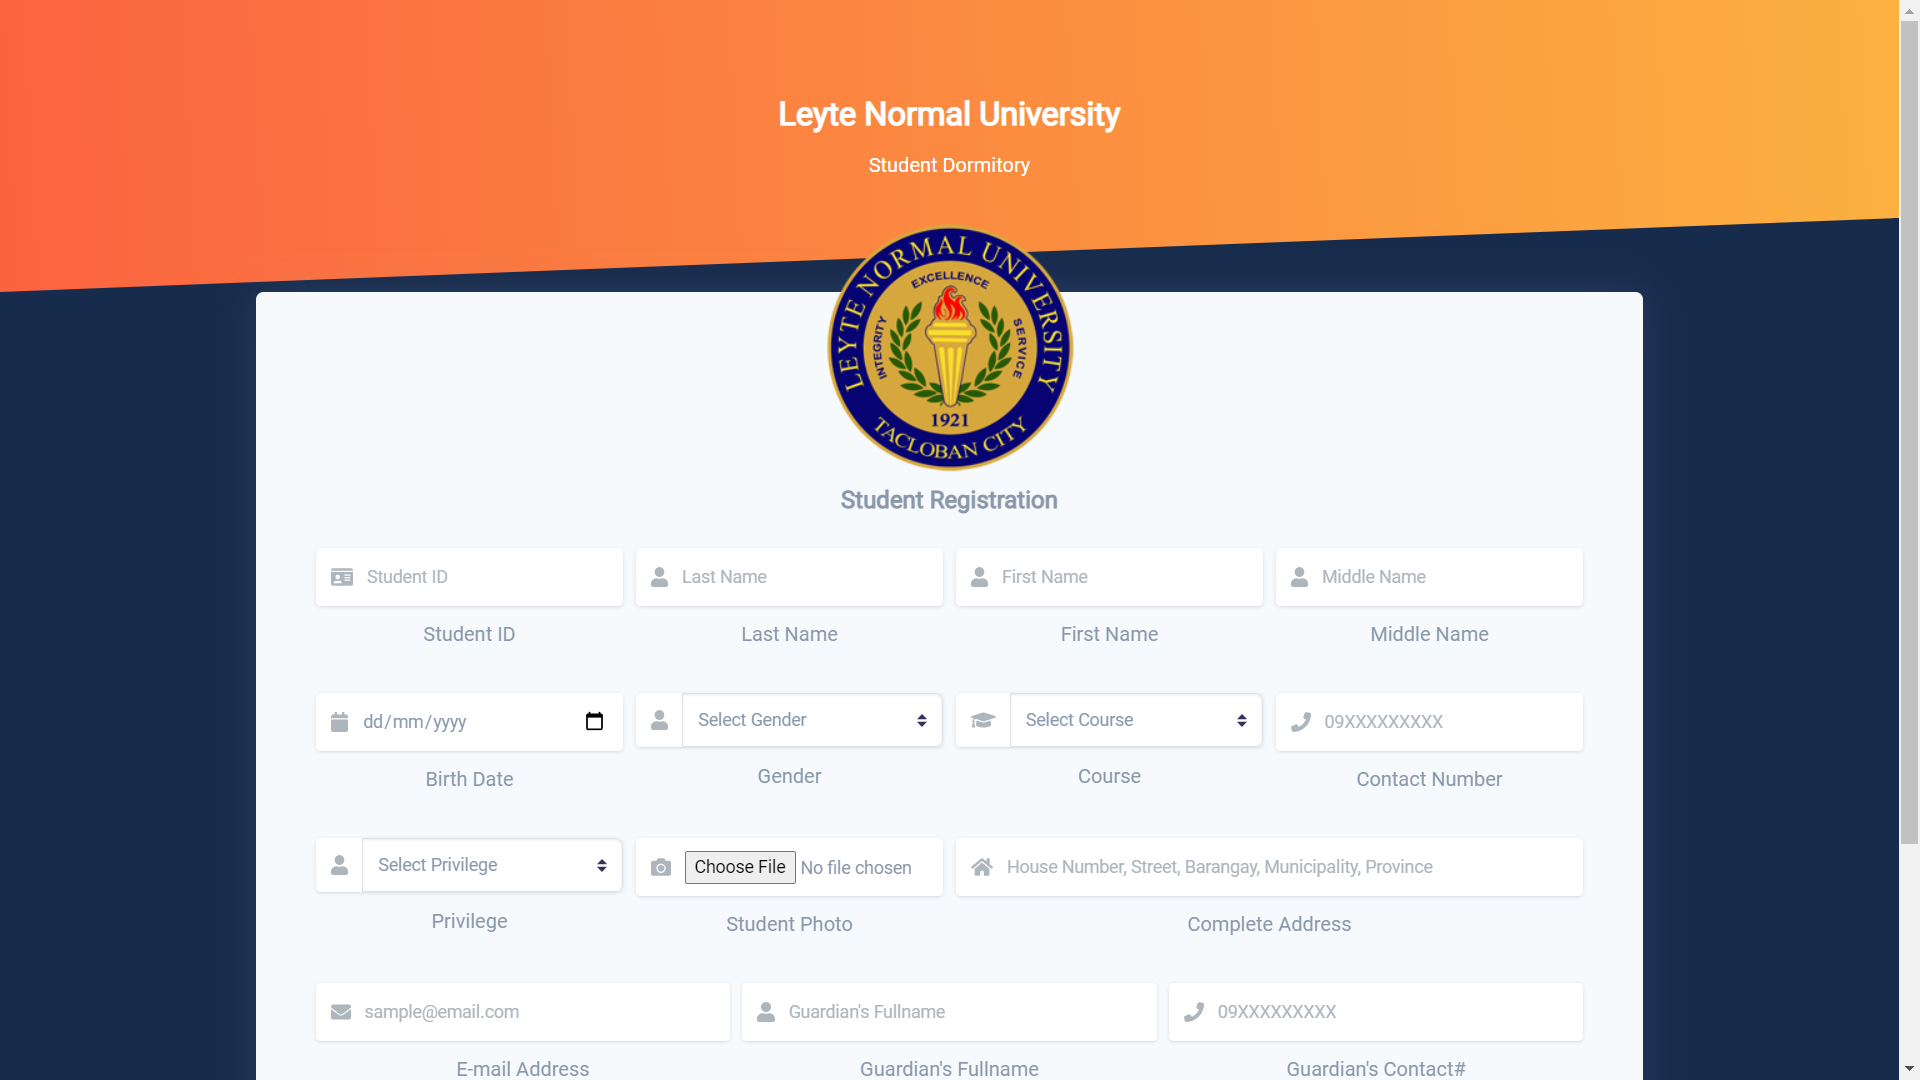 Leyte Normal University
Student Dormitory
LEYTE NORMAL UNIVERSITY
EXCELLENCE
INTEGRITY
SERVICE
1921
TACLOBAN CITY
Student Registration
Student ID
Last Name
First Name
Middle Name
Student ID
Last Name
First Name
Middle Name
dd/mm/yyyy
Select Gender
Select Course
09XXXXXXXXX
Birth Date
Gender
Course
Contact Number
Select Privilege
Choose File No file chosen
House Number, Street, Barangay, Municipality, Province
Privilege
Student Photo
Complete Address
sample@email.com
Guardian's Fullname
09XXXXXXXXX
E-mail Address
Guardian's Fullname
Guardian's Contact#